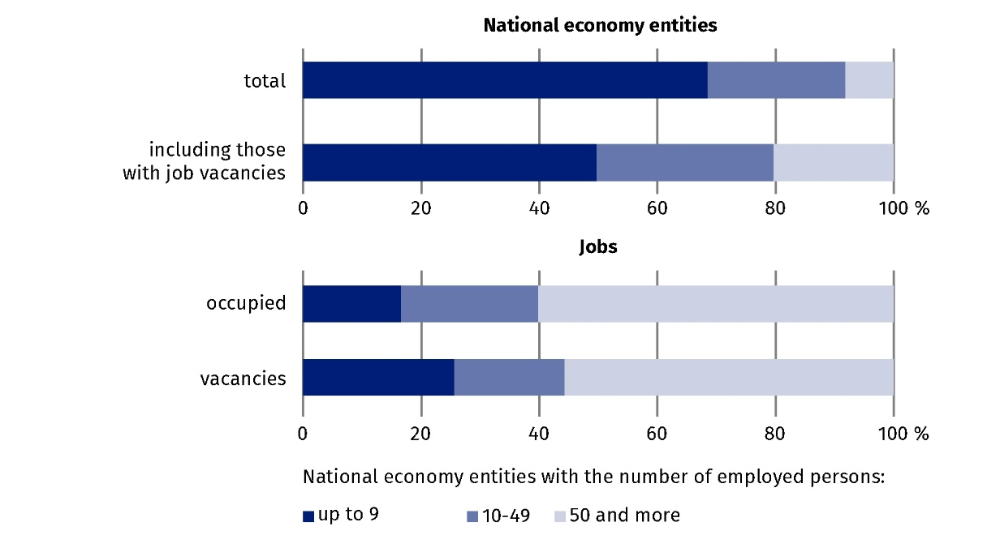 National economy entities
total
including those
with job vacancies
0 20 40 60 80 100 %
Jobs
occupied
vacancies
0 20 40 60 80 100 %
National economy entities with the number of employed persons:
up to 9 10-49 50 and more